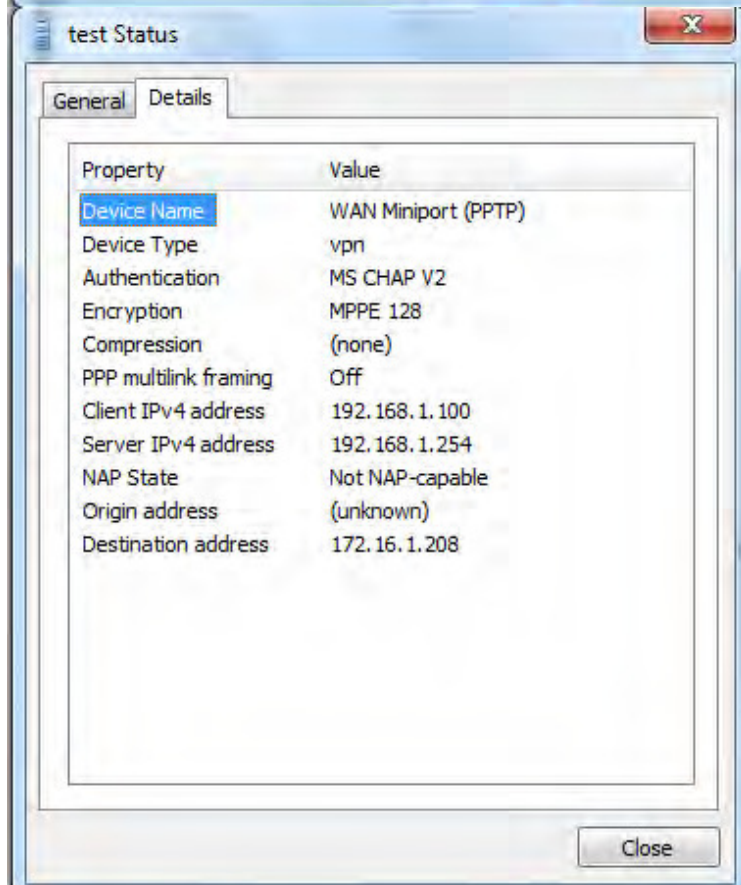 test Status
General Details
Property Value
Device Name WAN Miniport (PPTP)
Device Type vpn
Authentication MS CHAP V2
Encryption MPPE 128
Compression (none)
PPP multilink framing Off
Client IPv4 address 192.168.1.100
Server IPv4 address 192.168.1.254
NAP State Not NAP-capable
Origin address (unknown)
Destination address 172.16.1.208
Close